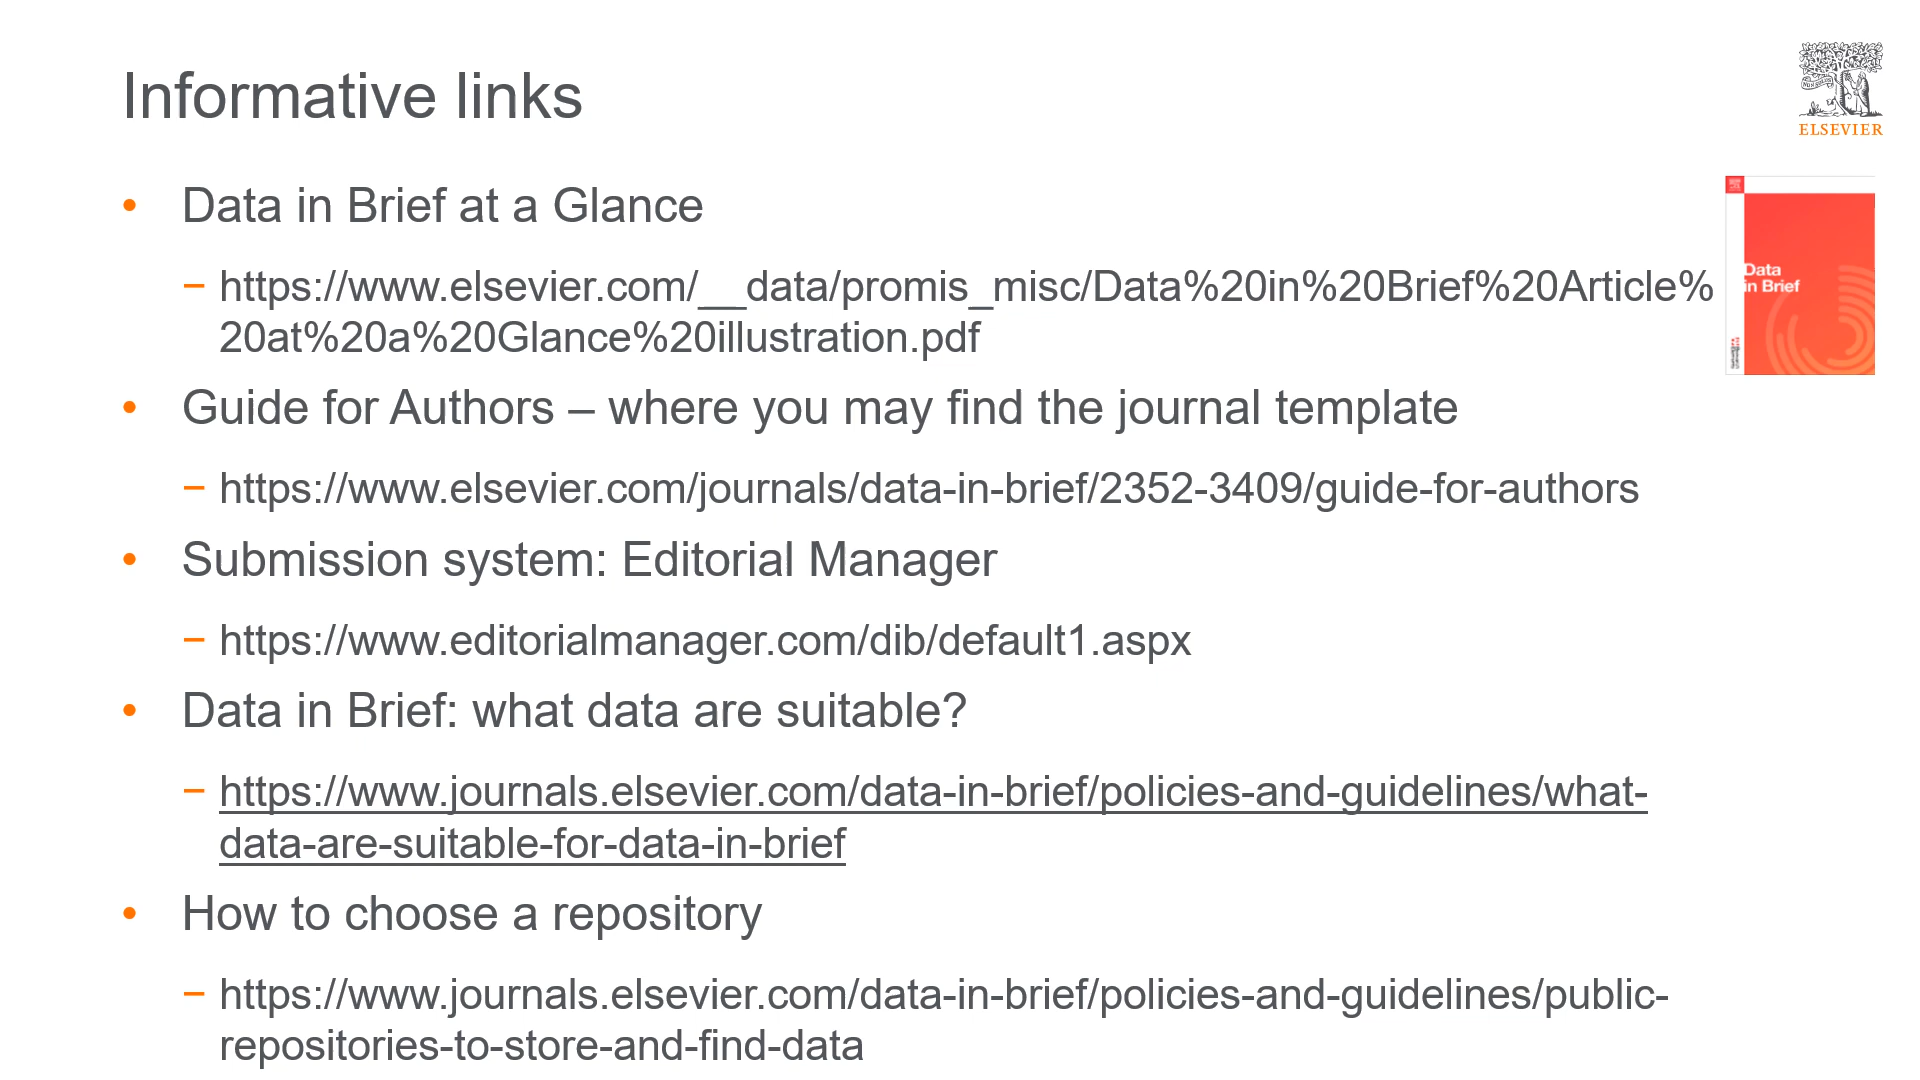 Informative links
ELSEVIER
• Data in Brief at a Glance
Data
in Brief
– https://www.elsevier.com/__data/promis_misc/Data%20in%20Brief%20Article%
20at%20a%20Glance%20illustration.pdf
• Guide for Authors – where you may find the journal template
– https://www.elsevier.com/journals/data-in-brief/2352-3409/guide-for-authors
• Submission system: Editorial Manager
– https://www.editorialmanager.com/dib/default1.aspx
• Data in Brief: what data are suitable?
– https://www.journals.elsevier.com/data-in-brief/policies-and-guidelines/what-
data-are-suitable-for-data-in-brief
• How to choose a repository
– https://www.journals.elsevier.com/data-in-brief/policies-and-guidelines/public-
repositories-to-store-and-find-data